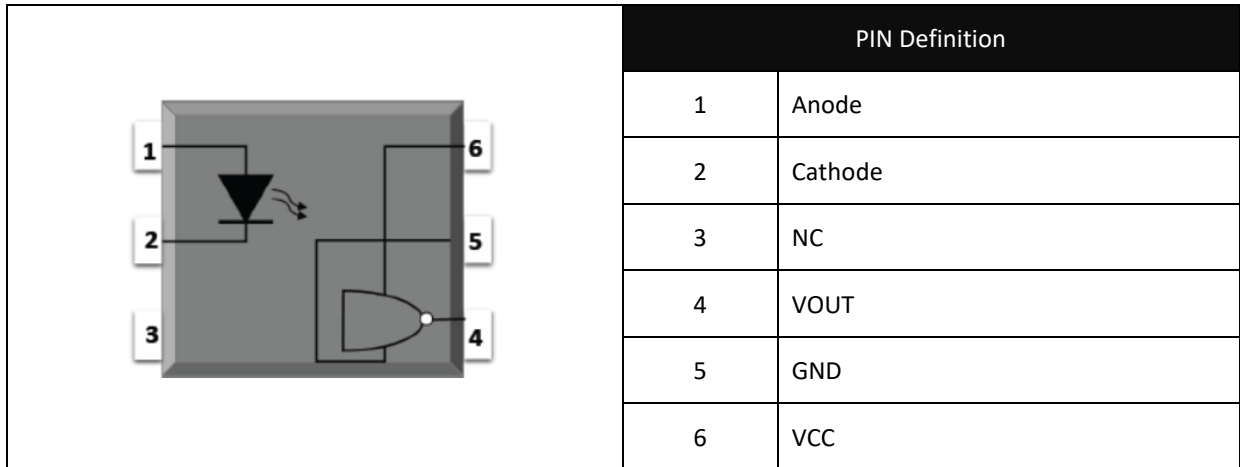 1
2
3
6
5
4
PIN Definition
1 Anode
2 Cathode
3 NC
4 VOUT
5 GND
6 VCC